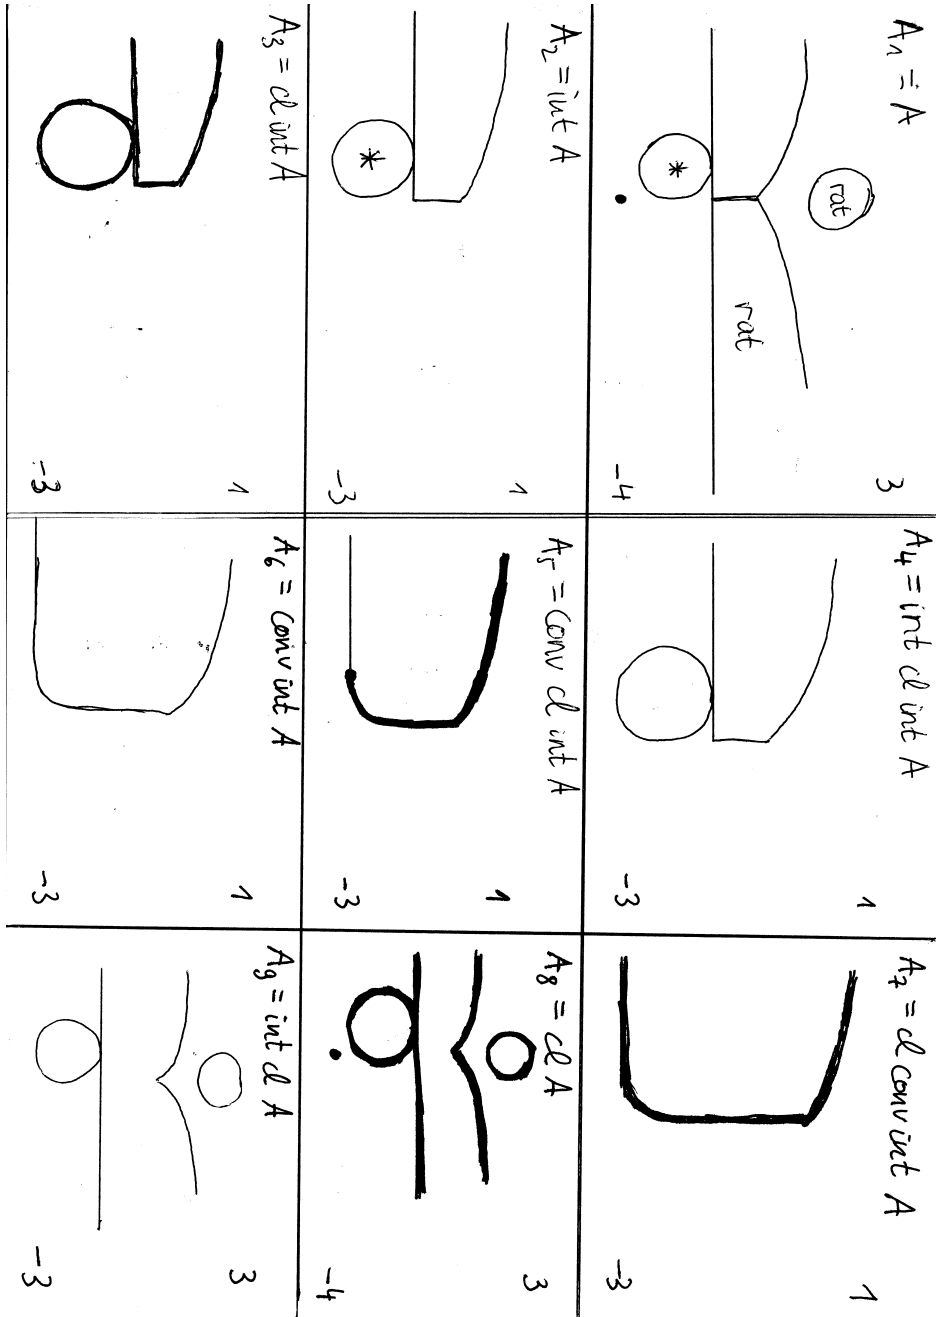 A₁ = A
3
rat
rat
*
-4
A₄ = int cl int A
1
-3
A₇ = cl conv int A
1
-3
A₂ = int A
1
*
-3
A₅ = conv cl int A
1
-3
A₈ = cl A
3
-4
A₃ = cl int A
1
-3
A₆ = conv int A
1
-3
A₉ = int cl A
3
-3